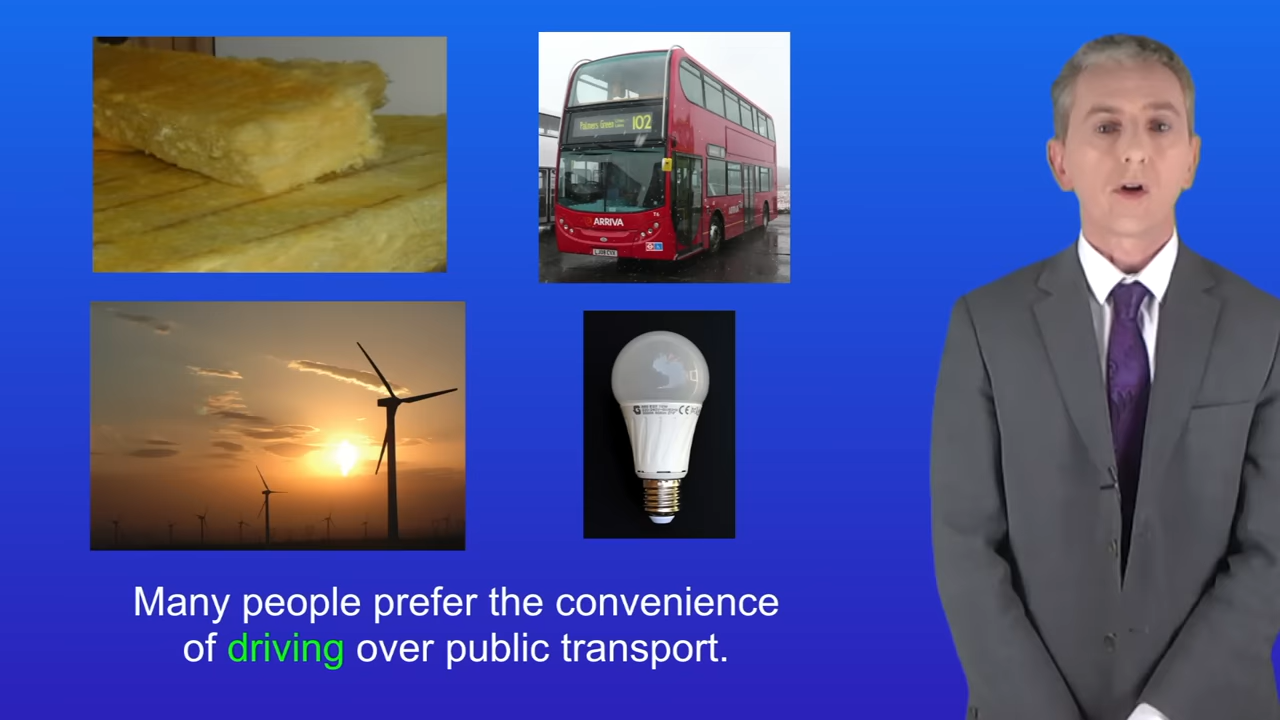 Palmers Green
102
ARRIVA
Many people prefer the convenience
of driving over public transport.